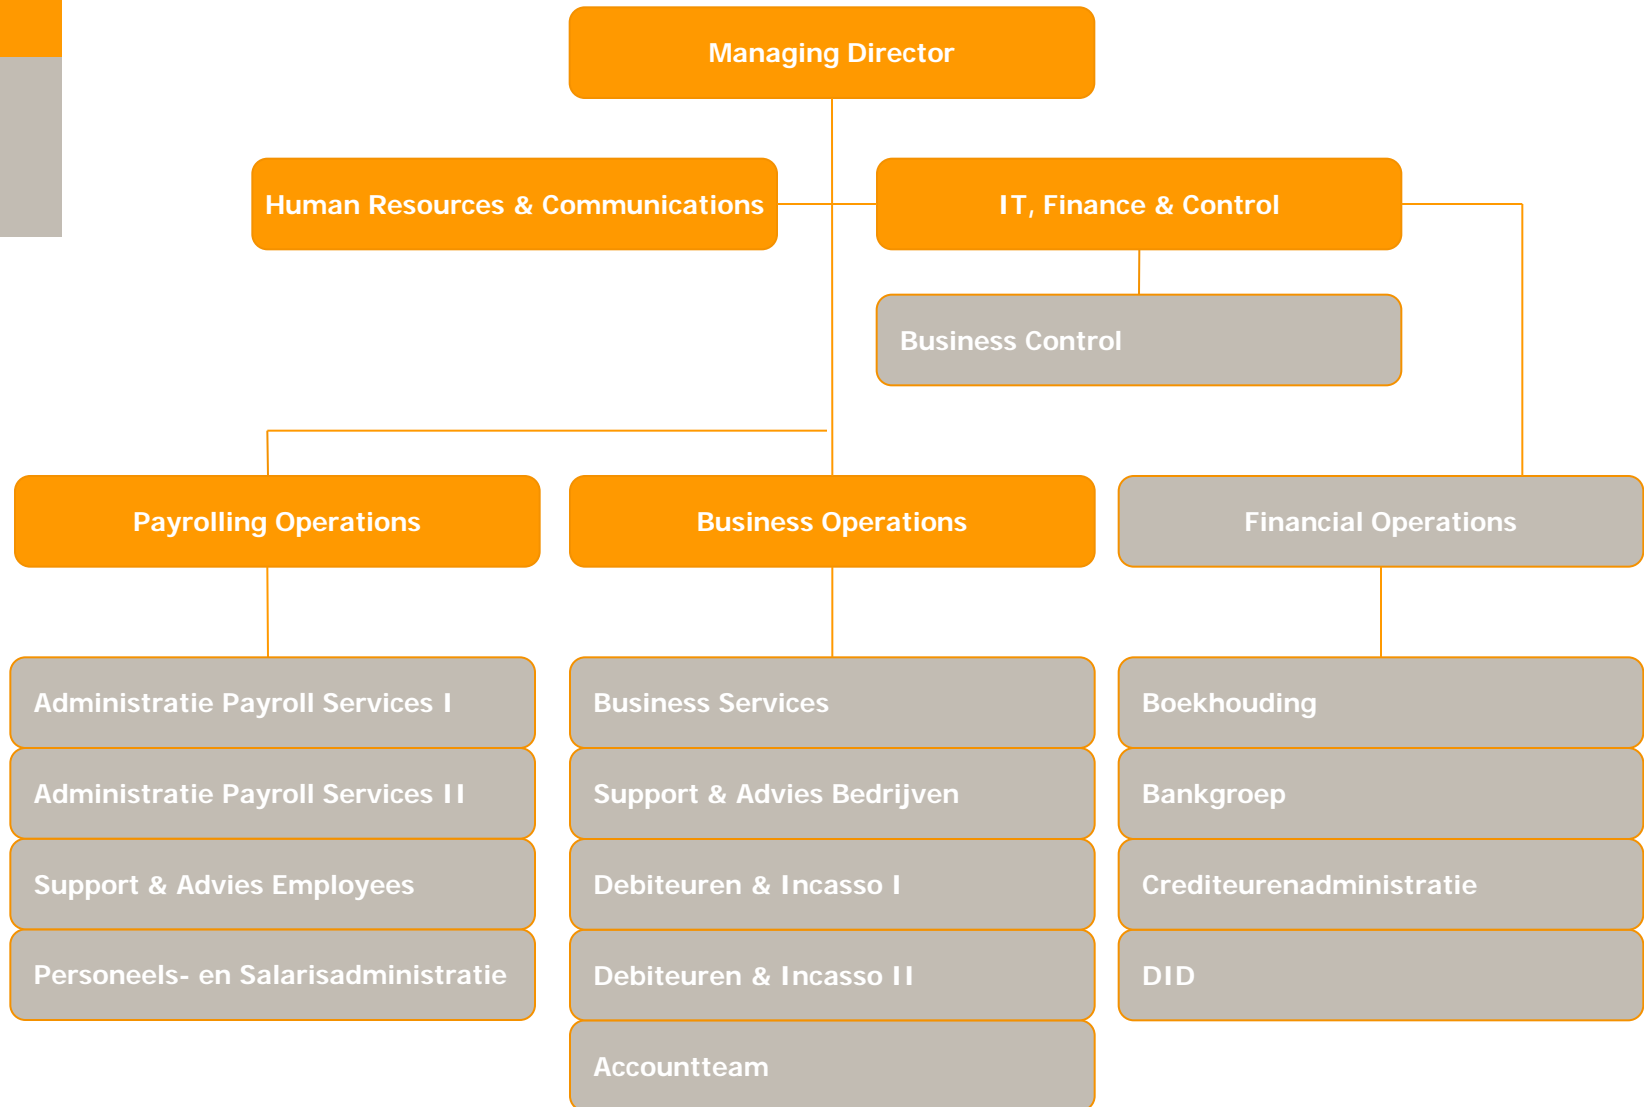 Managing Director
Human Resources & Communications
IT, Finance & Control
Business Control
Payrolling Operations
Business Operations
Financial Operations
Administratie Payroll Services I
Administratie Payroll Services II
Support & Advies Employees
Personeels- en Salarisadministratie
Business Services
Support & Advies Bedrijven
Debiteuren & Incasso I
Debiteuren & Incasso II
Accountteam
Boekhouding
Bankgroep
Crediteurenadministratie
DID